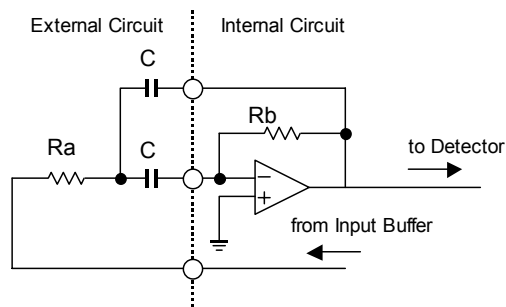 External Circuit
Internal Circuit
C
Rb
Ra
C
to Detector
−
+
from Input Buffer